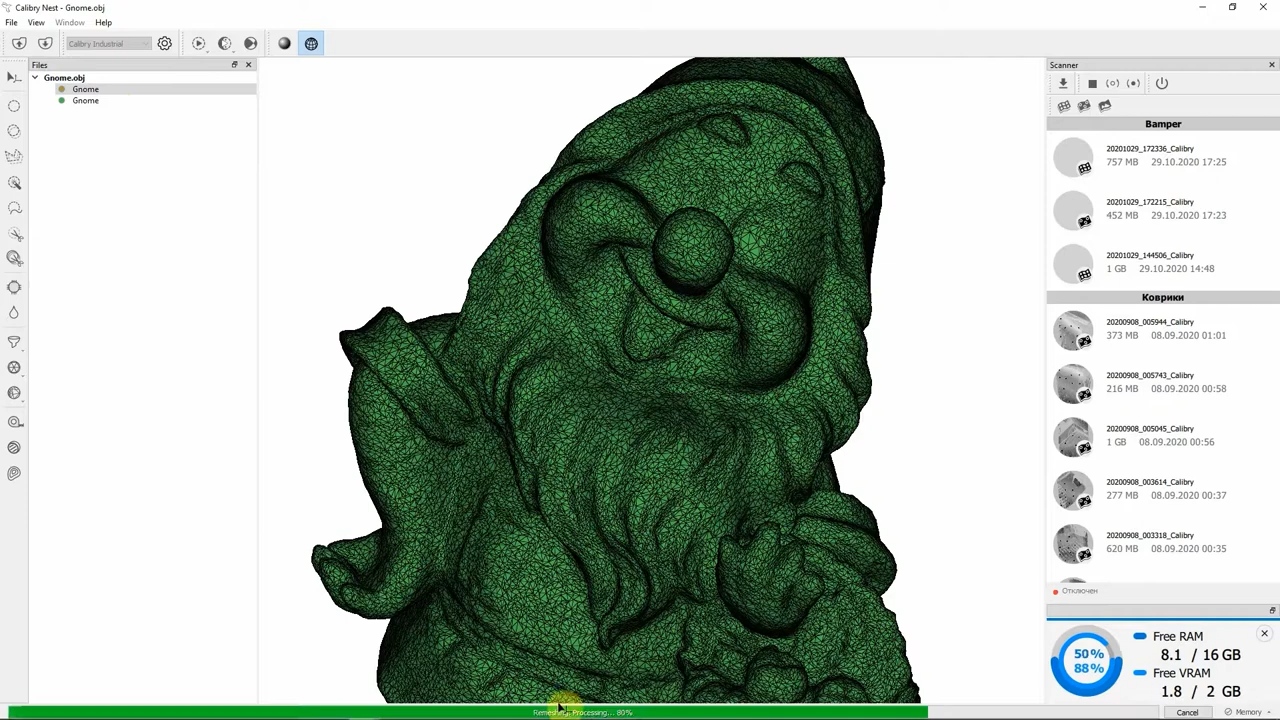 Calibry Nest - Gnome.obj
File View Window Help
Calibry Industrial
Files
Gnome.obj
Gnome
Gnome
Scanner
Bamper
20201029_172336_Calibry
757 MB 29.10.2020 17:25
20201029_172215_Calibry
452 MB 29.10.2020 17:23
20201029_144506_Calibry
1 GB 29.10.2020 14:48
Коврики
20200908_005944_Calibry
373 MB 08.09.2020 01:01
20200908_005743_Calibry
216 MB 08.09.2020 00:58
20200908_005045_Calibry
1 GB 08.09.2020 00:56
20200908_003614_Calibry
277 MB 08.09.2020 00:37
20200908_003318_Calibry
620 MB 08.09.2020 00:35
Отключен
50%
88%
Free RAM
8.1 / 16 GB
Free VRAM
1.8 / 2 GB
Remeshing: Processing... 80%
Cancel
Memory